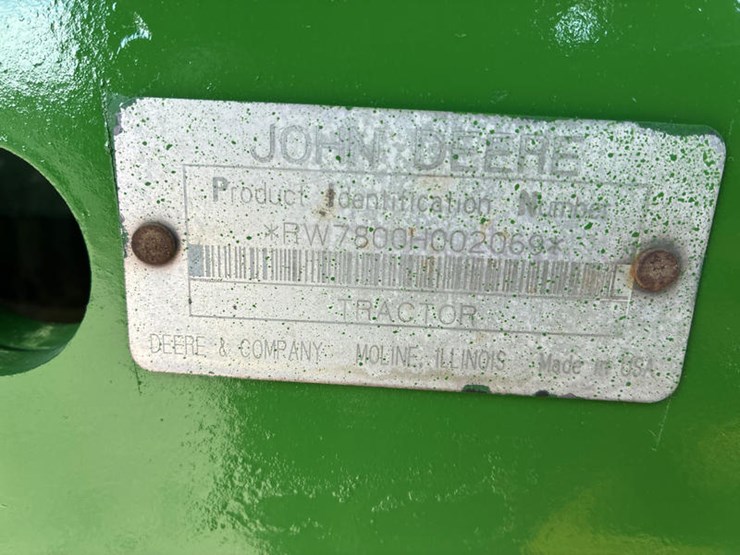 JOHN DEERE
Product Identification Number
*RW7800H002069*
TRACTOR
DEERE & COMPANY MOLINE, ILLINOIS Made in USA